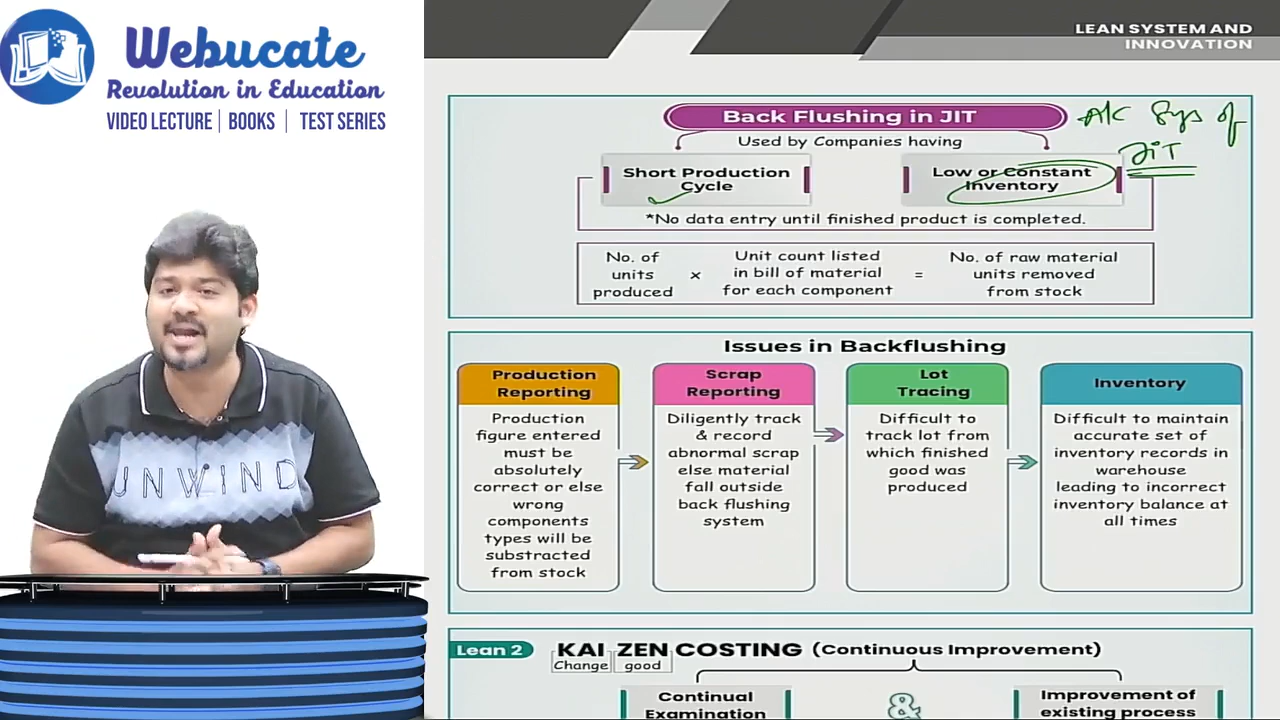 Webucate
Revolution in Education
VIDEO LECTURE | BOOKS | TEST SERIES
UNWIND
LEAN SYSTEM AND
INNOVATION
Back Flushing in JIT
A/c Sys of
JIT
Used by Companies having
Short Production
Cycle
Low or Constant
Inventory
*No data entry until finished product is completed.
No. of
units
produced
x
Unit count listed
in bill of material
for each component
=
No. of raw material
units removed
from stock
Issues in Backflushing
Production
Reporting
Production
figure entered
must be
absolutely
correct or else
wrong
components
types will be
substracted
from stock
Scrap
Reporting
Diligently track
& record
abnormal scrap
else material
fall outside
back flushing
system
Lot
Tracing
Difficult to
track lot from
which finished
good was
produced
Inventory
Difficult to maintain
accurate set of
inventory records in
warehouse
leading to incorrect
inventory balance at
all times
Lean 2
KAI ZEN COSTING (Continuous Improvement)
Change good
Continual
Examination
&
Improvement of
existing process